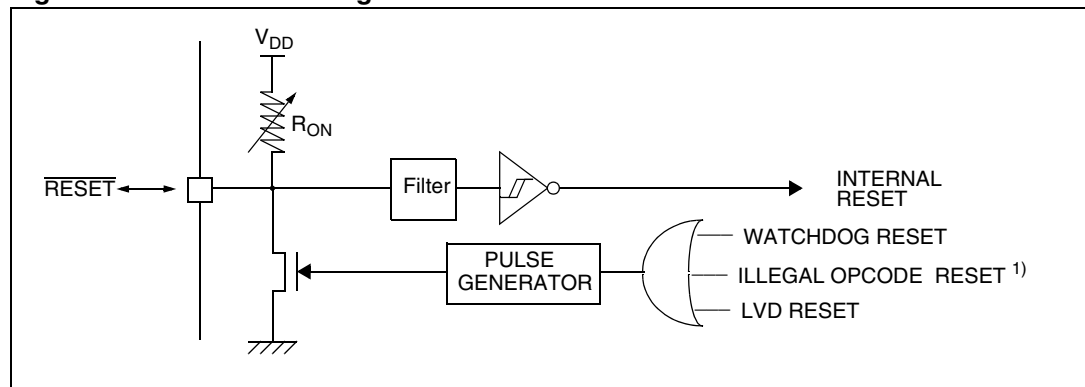 V_DD
R_ON
RESET
Filter
INTERNAL
RESET
WATCHDOG RESET
PULSE
GENERATOR
ILLEGAL OPCODE RESET 1)
LVD RESET